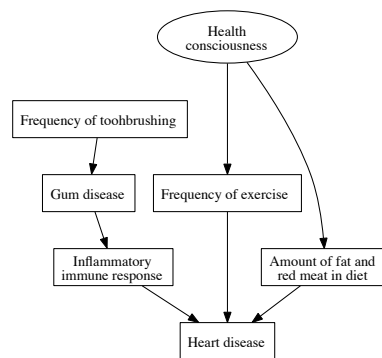 Health
consciousness
Frequency of toohbrushing
Gum disease
Frequency of exercise
Inflammatory
immune response
Amount of fat and
red meat in diet
Heart disease